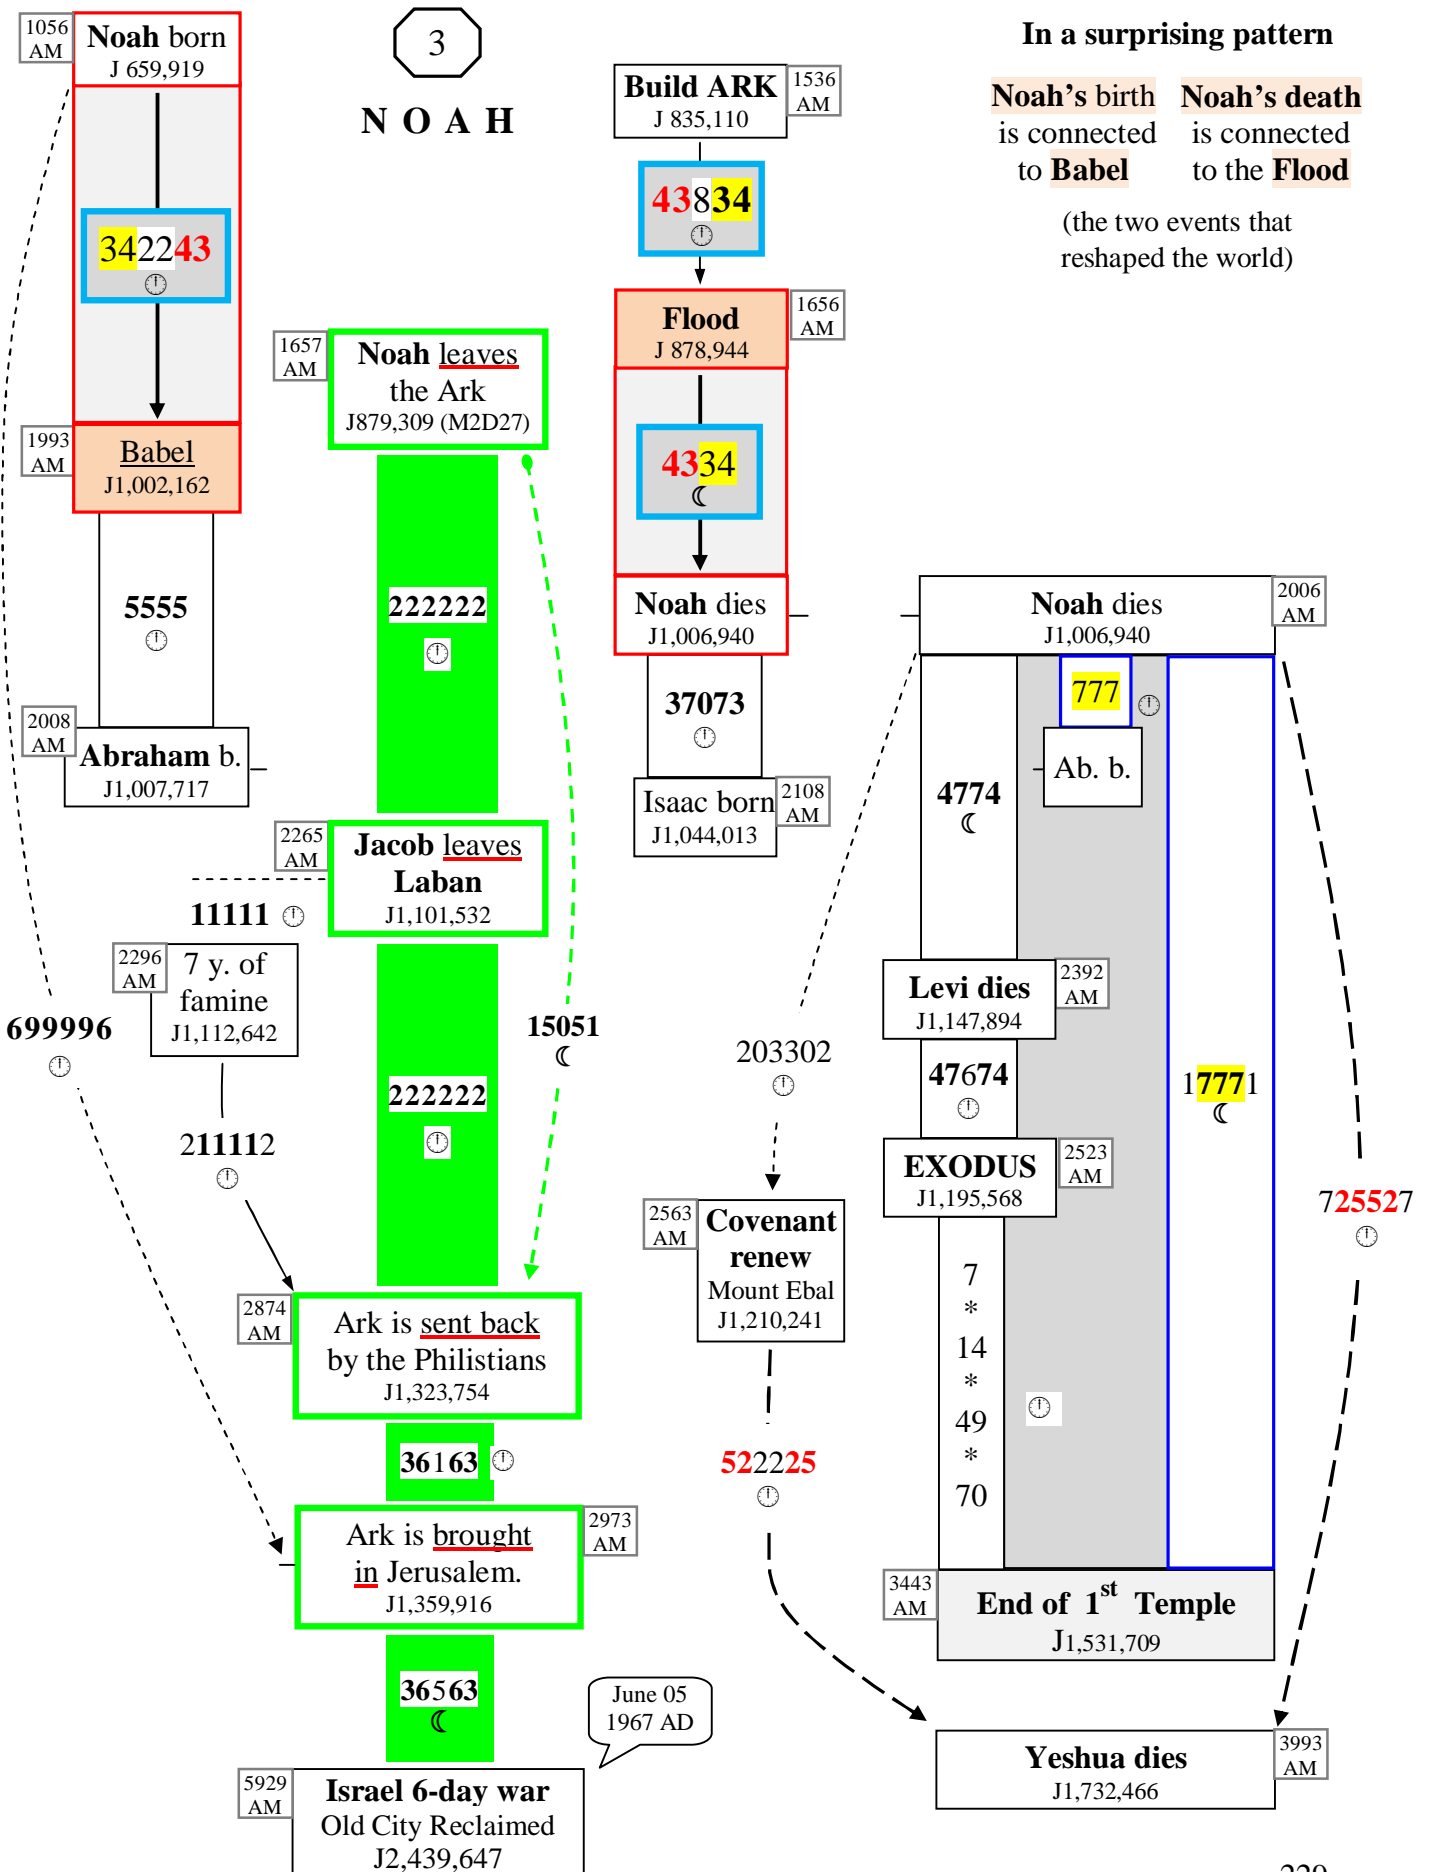 1056
AM
Noah born
J 659,919
3
N O A H
Build ARK
J 835,110
1536
AM
In a surprising pattern
Noah's birth
is connected
to Babel
Noah's death
is connected
to the Flood
(the two events that
reshaped the world)
342243
43834
Flood
J 878,944
1656
AM
1657
AM
Noah leaves
the Ark
J879,309 (M2D27)
1993
AM
Babel
J1,002,162
4334
5555
222222
Noah dies
J1,006,940
Noah dies
J1,006,940
2006
AM
37073
777
2008
AM
Abraham b.
J1,007,717
Ab. b.
4774
Isaac born
J1,044,013
2108
AM
2265
AM
Jacob leaves
Laban
J1,101,532
11111
2296
AM
7 y. of
famine
J1,112,642
Levi dies
J1,147,894
2392
AM
699996
15051
203302
47674
17771
222222
211112
EXODUS
J1,195,568
2523
AM
725527
2563
AM
Covenant
renew
Mount Ebal
J1,210,241
7
*
14
*
49
*
70
2874
AM
Ark is sent back
by the Philistians
J1,323,754
36163
522225
Ark is brought
in Jerusalem.
J1,359,916
2973
AM
3443
AM
End of 1st Temple
J1,531,709
36563
June 05
1967 AD
Yeshua dies
J1,732,466
3993
AM
5929
AM
Israel 6-day war
Old City Reclaimed
J2,439,647